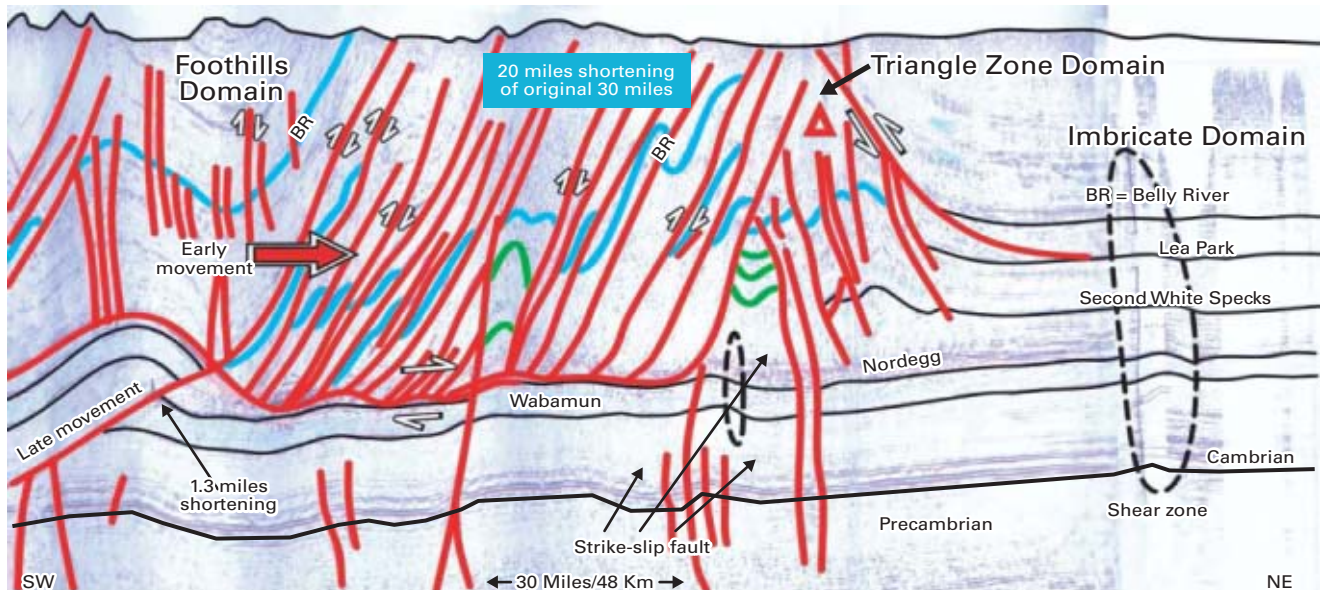 Foothills
Domain
20 miles shortening
of original 30 miles
Triangle Zone Domain
BR
BR
Imbricate Domain
BR = Belly River
Early
movement
Lea Park
Second White Specks
Nordegg
Wabamun
Late movement
1.3 miles
shortening
Cambrian
Shear zone
Precambrian
Strike-slip fault
SW
30 Miles/48 Km
NE